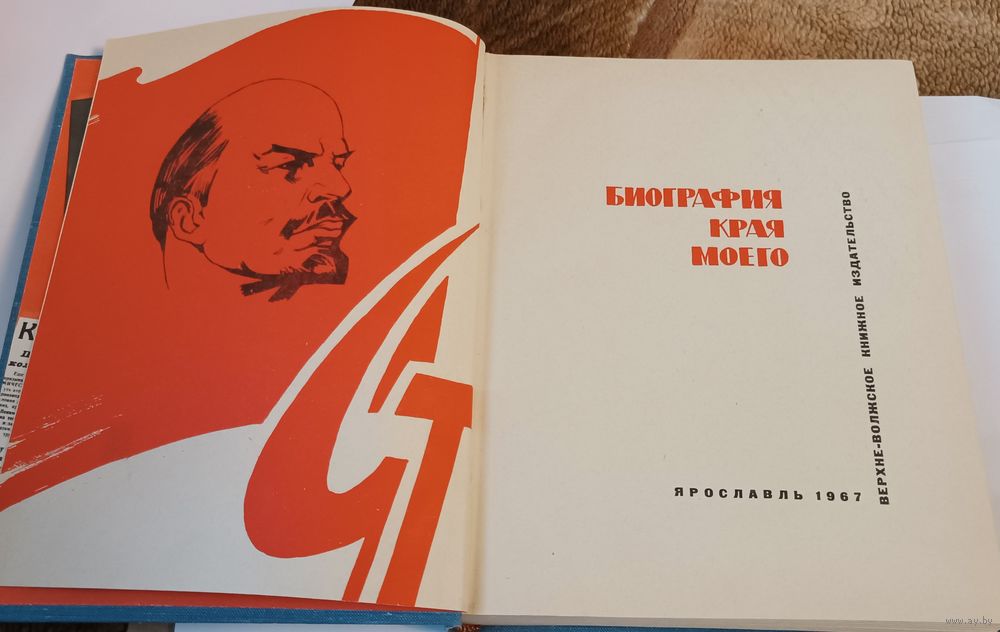 БИОГРАФИЯ
КРАЯ
МОЕГО
ВЕРХНЕ-ВОЛЖСКОЕ КНИЖНОЕ ИЗДАТЕЛЬСТВО
ЯРОСЛАВЛЬ 1967
www.ay.by